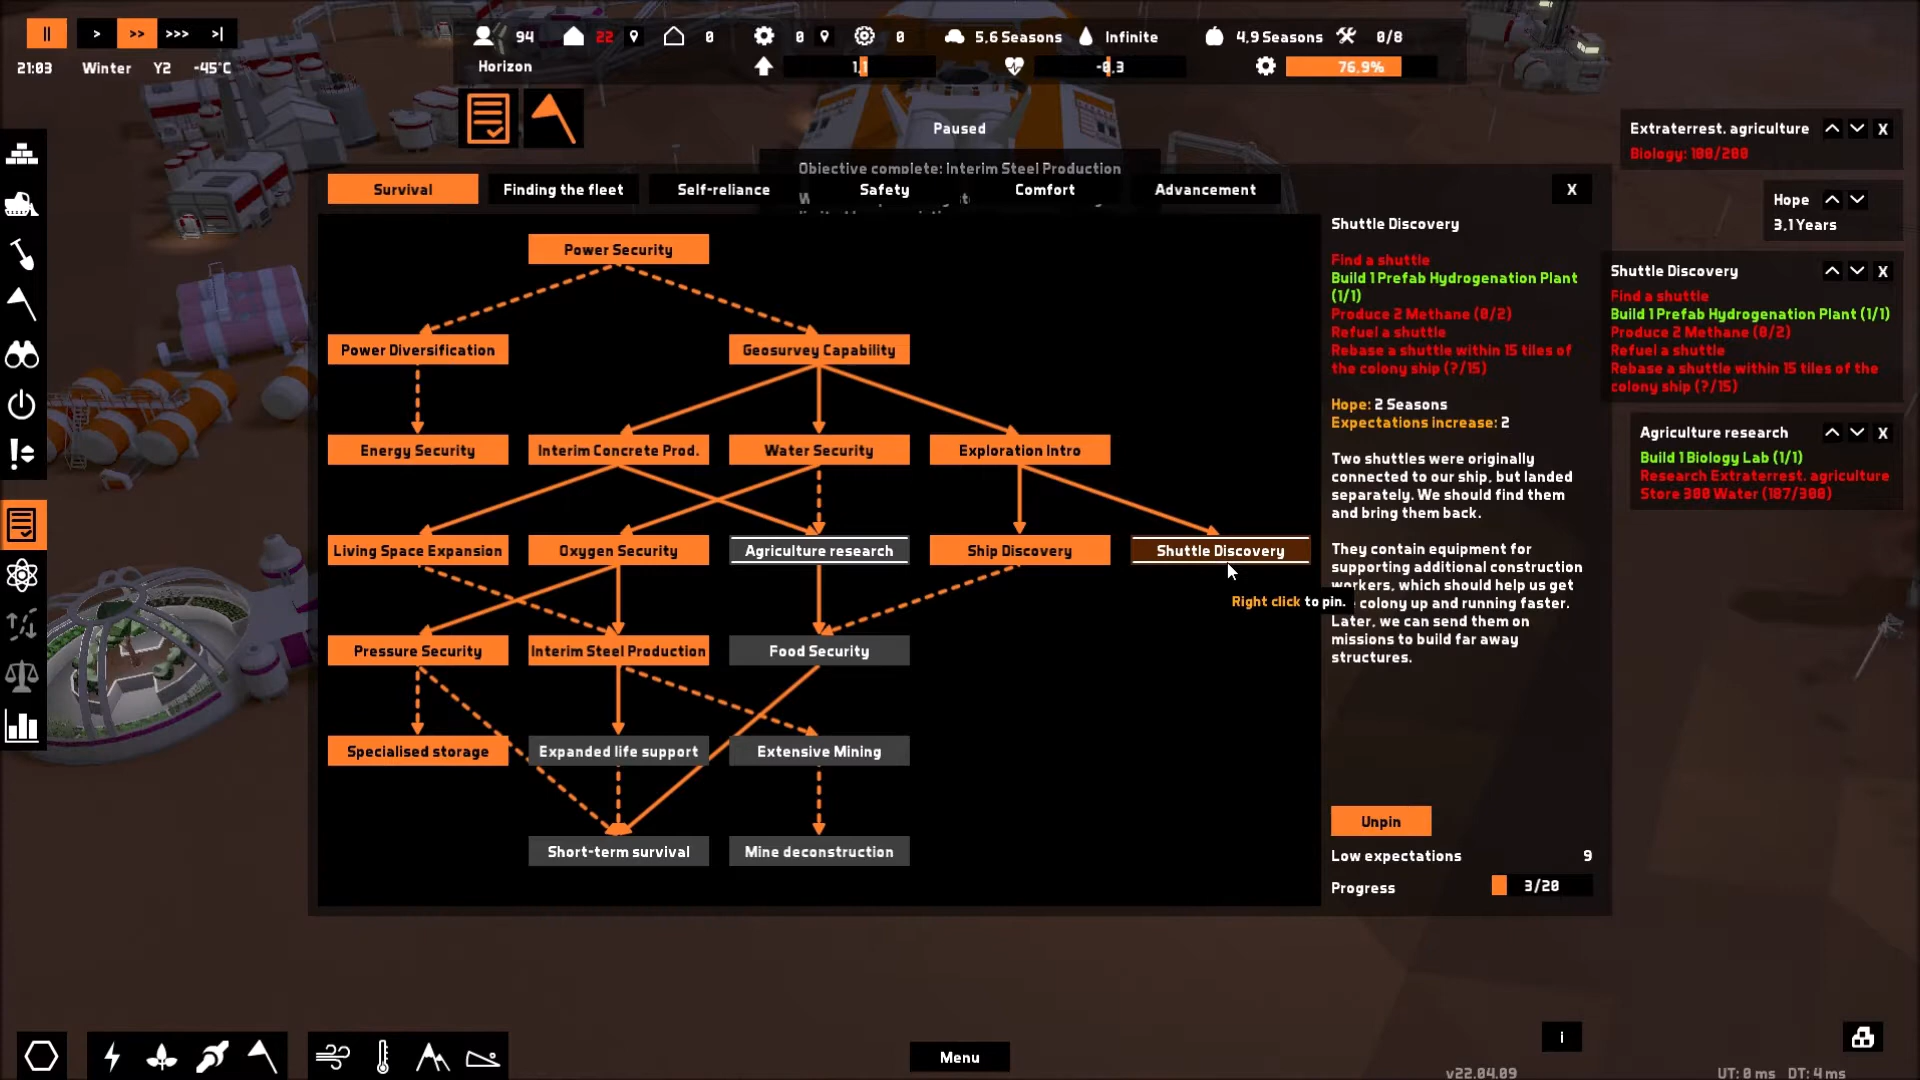 || > >> >>> >|
21:03 Winter Y2 -45°C
94 22 0 0 0 5,6 Seasons Infinite 4,9 Seasons 0/8
Horizon 1,1 -0,3 76,9%
Paused
Objective complete: Interim Steel Production
Survival Finding the fleet Self-reliance Safety Comfort Advancement X
Power Security
Power Diversification Geosurvey Capability
Energy Security Interim Concrete Prod. Water Security Exploration Intro
Living Space Expansion Oxygen Security Agriculture research Ship Discovery Shuttle Discovery
Right click to pin.
Pressure Security Interim Steel Production Food Security
Specialised storage Expanded life support Extensive Mining
Short-term survival Mine deconstruction
Shuttle Discovery
Find a shuttle
Build 1 Prefab Hydrogenation Plant
(1/1)
Produce 2 Methane (0/2)
Refuel a shuttle
Rebase a shuttle within 15 tiles of
the colony ship (?/15)
Hope: 2 Seasons
Expectations increase: 2
Two shuttles were originally
connected to our ship, but landed
separately. We should find them
and bring them back.
They contain equipment for
supporting additional construction
workers, which should help us get
colony up and running faster.
Later, we can send them on
missions to build far away
structures.
Unpin
Low expectations 9
Progress 3/20
Extraterrest. agriculture X
Biology: 100/200
Hope
3,1 Years
Shuttle Discovery X
Find a shuttle
Build 1 Prefab Hydrogenation Plant (1/1)
Produce 2 Methane (0/2)
Refuel a shuttle
Rebase a shuttle within 15 tiles of the
colony ship (?/15)
Agriculture research X
Build 1 Biology Lab (1/1)
Research Extraterrest. agriculture
Store 300 Water (107/300)
Menu
i
v22.04.09 UT: 0 ms DT: 4 ms